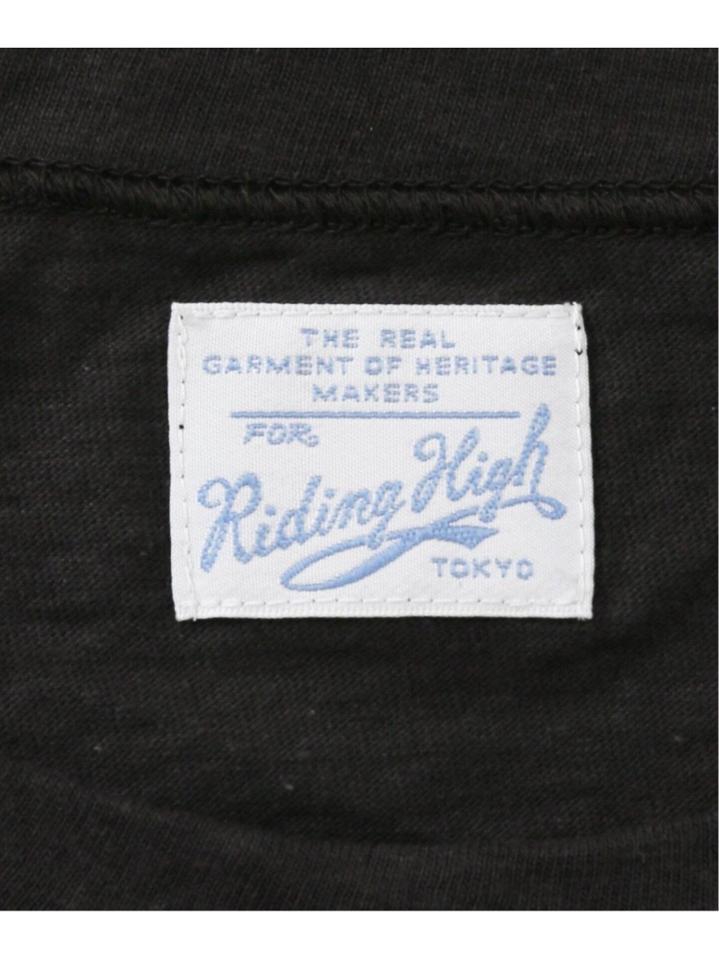 THE REAL
GARMENT OF HERITAGE
MAKERS
FOR
Riding High
TOKYO